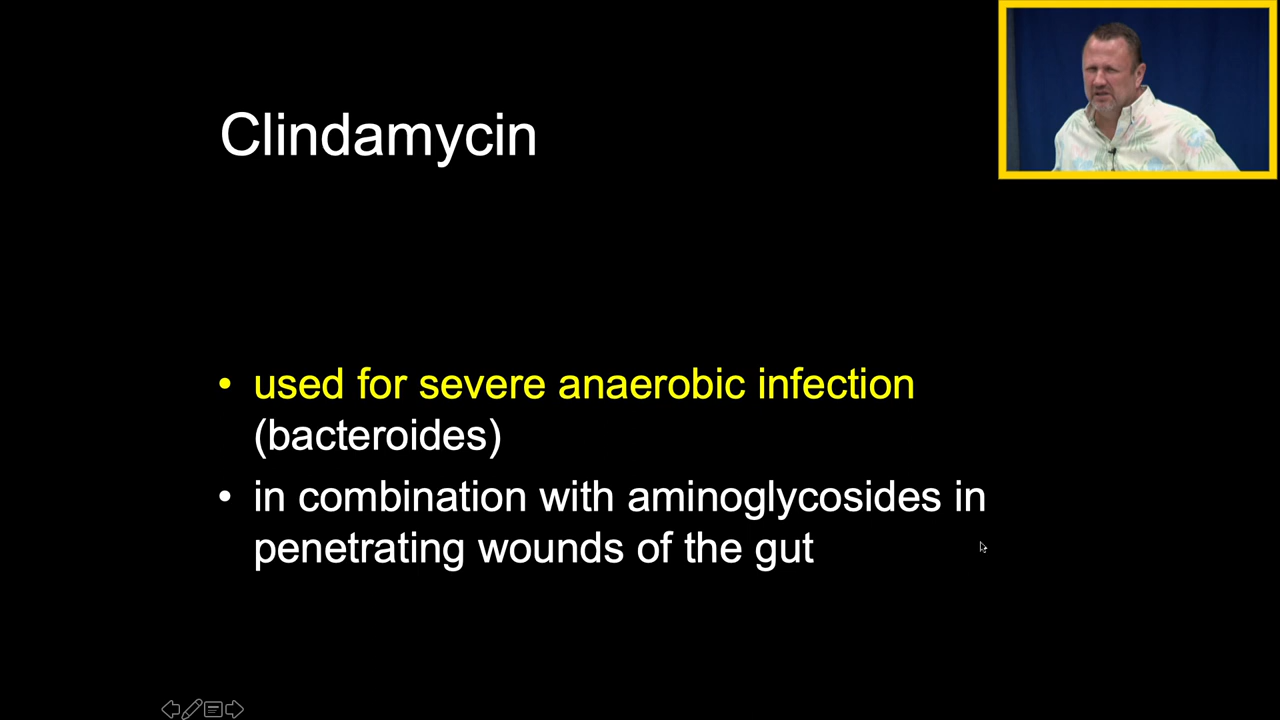 Clindamycin
• used for severe anaerobic infection
(bacteroides)
• in combination with aminoglycosides in
penetrating wounds of the gut